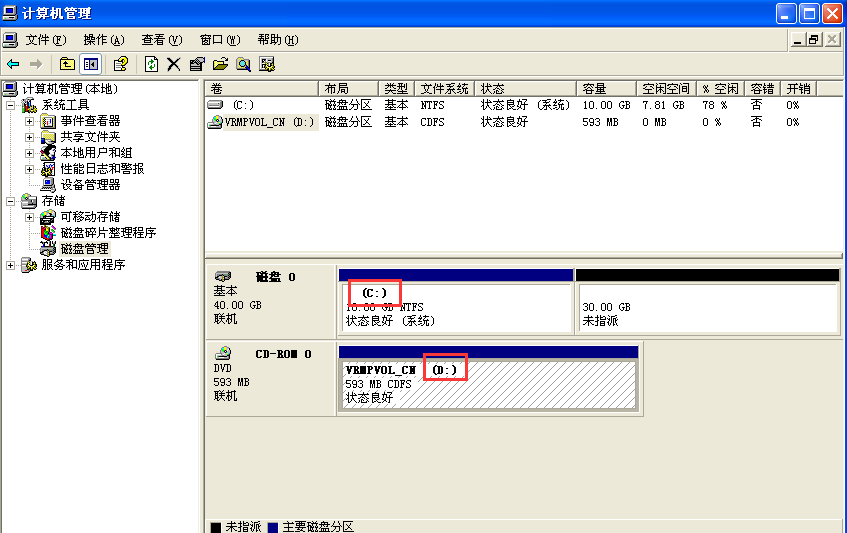 计算机管理
文件(F) 操作(A) 查看(V) 窗口(W) 帮助(H)
计算机管理(本地)
系统工具
事件查看器
共享文件夹
本地用户和组
性能日志和警报
设备管理器
存储
可移动存储
磁盘碎片整理程序
磁盘管理
服务和应用程序
卷 布局 类型 文件系统 状态 容量 空闲空间 % 空闲 容错 开销
(C:) 磁盘分区 基本 NTFS 状态良好 (系统) 10.00 GB 7.81 GB 78 % 否 0%
VRMPVOL_CN (D:) 磁盘分区 基本 CDFS 状态良好 593 MB 0 MB 0 % 否 0%
磁盘 0
基本
40.00 GB
联机
(C:)
10.00 GB NTFS
状态良好 (系统)
30.00 GB
未指派
CD-ROM 0
DVD
593 MB
联机
VRMPVOL_CN (D:)
593 MB CDFS
状态良好
未指派 主要磁盘分区